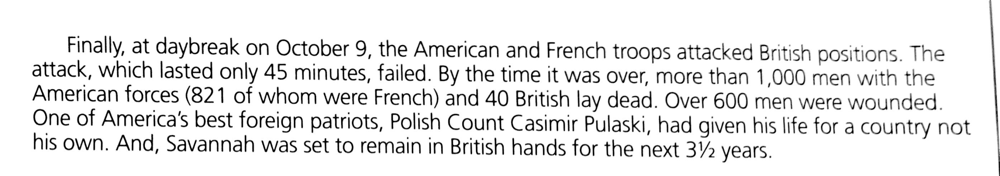 Finally, at daybreak on October 9, the American and French troops attacked British positions. The
attack, which lasted only 45 minutes, failed. By the time it was over, more than 1,000 men with the
American forces (821 of whom were French) and 40 British lay dead. Over 600 men were wounded.
One of America's best foreign patriots, Polish Count Casimir Pulaski, had given his life for a country not
his own. And, Savannah was set to remain in British hands for the next 3½ years.